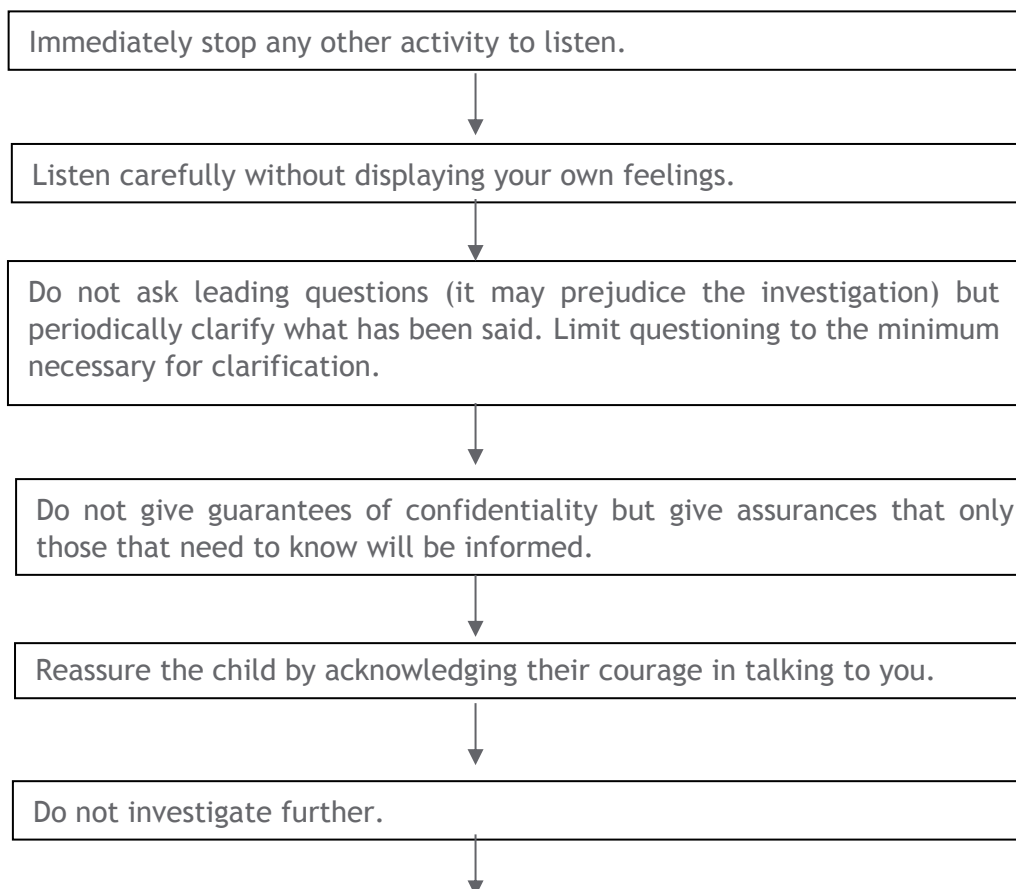 Immediately stop any other activity to listen.
Listen carefully without displaying your own feelings.
Do not ask leading questions (it may prejudice the investigation) but
periodically clarify what has been said. Limit questioning to the minimum
necessary for clarification.
Do not give guarantees of confidentiality but give assurances that only
those that need to know will be informed.
Reassure the child by acknowledging their courage in talking to you.
Do not investigate further.